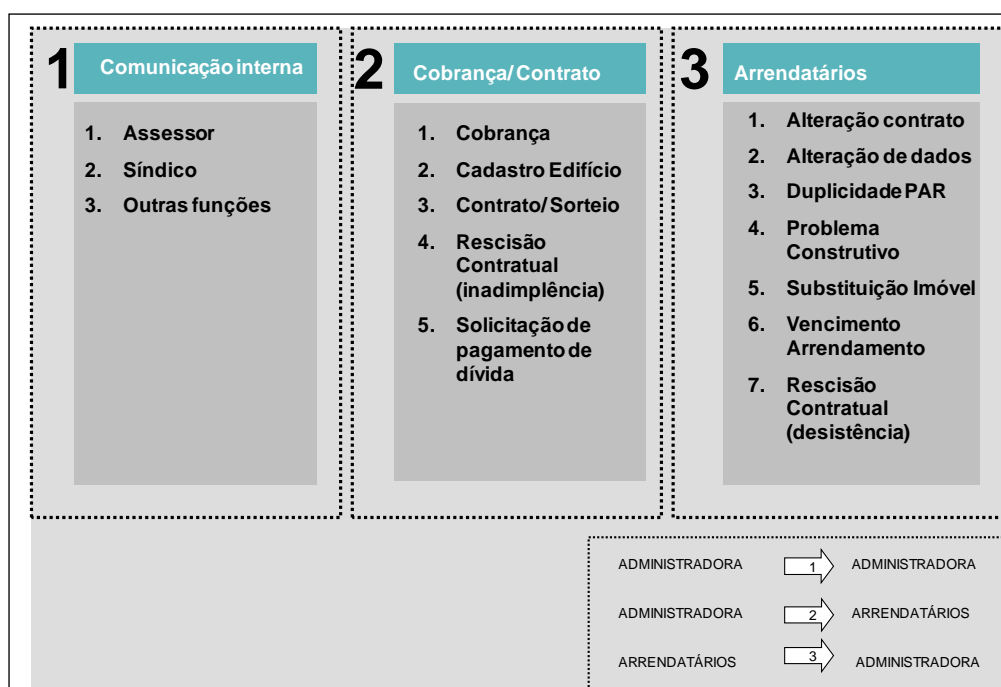 1 Comunicação interna
1. Assessor
2. Síndico
3. Outras funções
2 Cobrança/ Contrato
1. Cobrança
2. Cadastro Edifício
3. Contrato/ Sorteio
4. Rescisão
Contratual
(inadimplência)
5. Solicitação de
pagamento de
dívida
3 Arrendatários
1. Alteração contrato
2. Alteração de dados
3. Duplicidade PAR
4. Problema
Construtivo
5. Substituição Imóvel
6. Vencimento
Arrendamento
7. Rescisão
Contratual
(desistência)
ADMINISTRADORA 1 ADMINISTRADORA
ADMINISTRADORA 2 ARRENDATÁRIOS
ARRENDATÁRIOS 3 ADMINISTRADORA